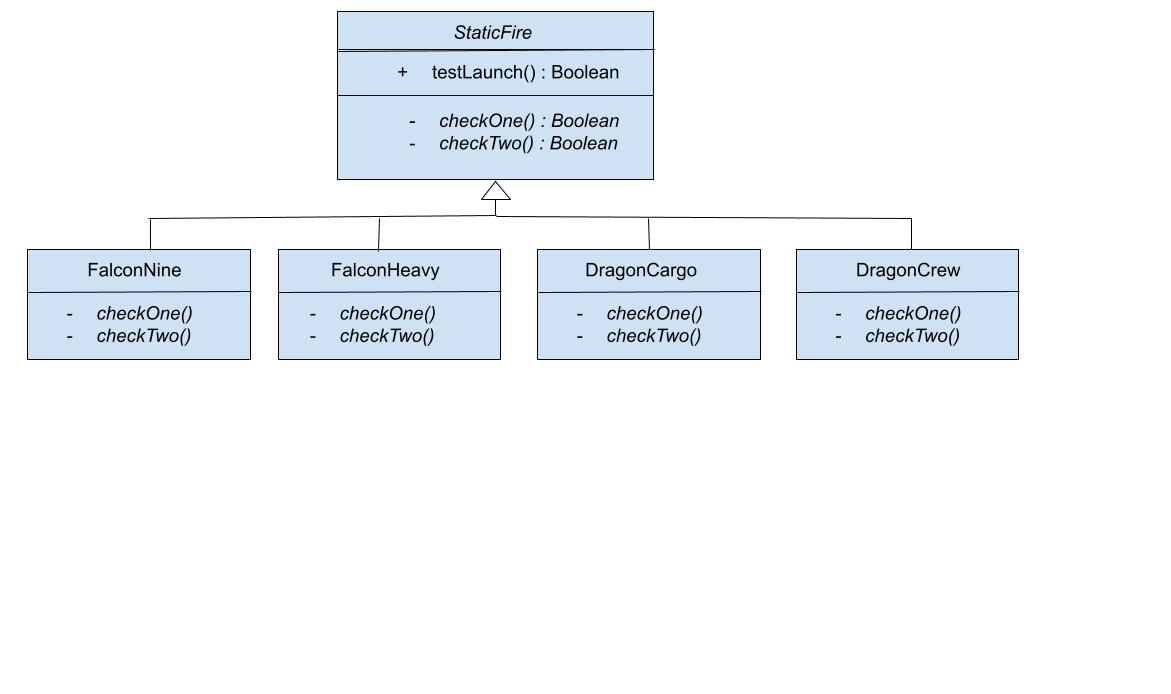 StaticFire
+ testLaunch() : Boolean
- checkOne() : Boolean
- checkTwo() : Boolean
FalconNine
- checkOne()
- checkTwo()
FalconHeavy
- checkOne()
- checkTwo()
DragonCargo
- checkOne()
- checkTwo()
DragonCrew
- checkOne()
- checkTwo()